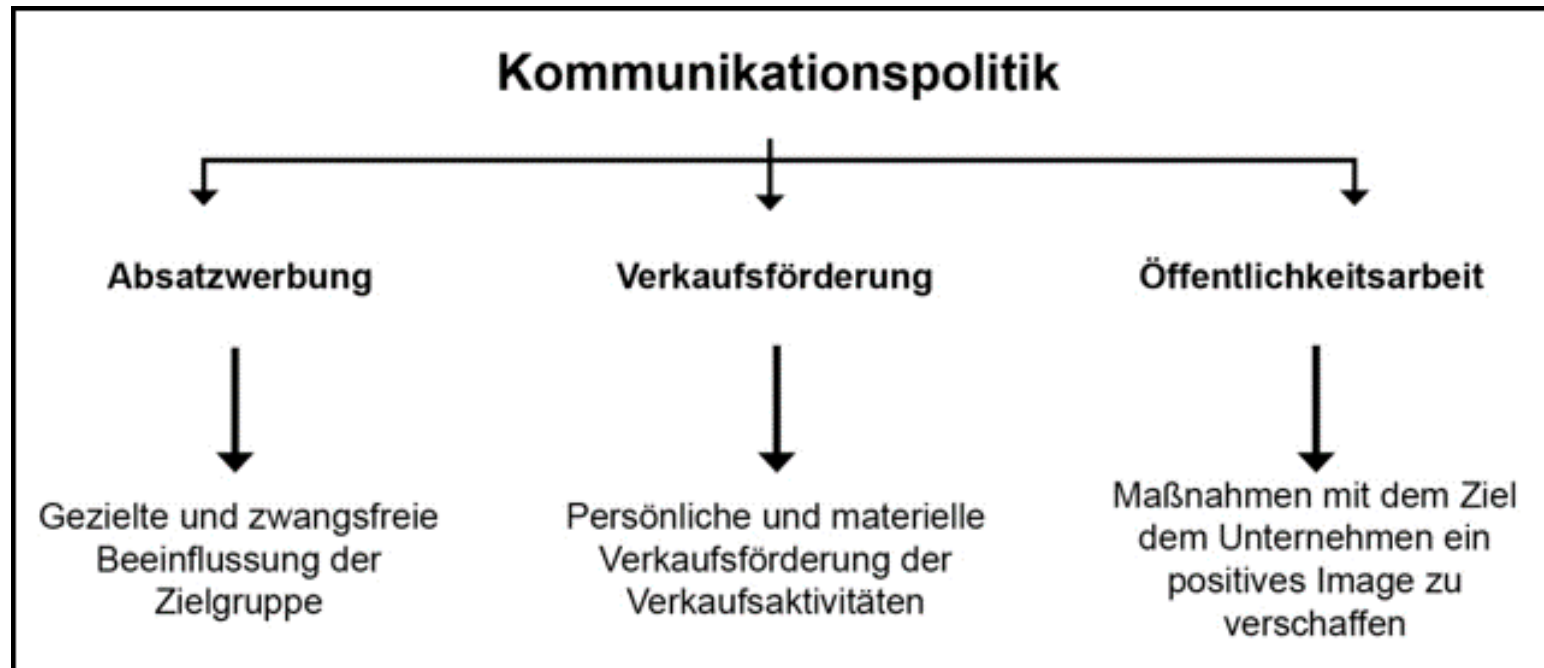 Kommunikationspolitik
Absatzwerbung
Verkaufsförderung
Öffentlichkeitsarbeit
Gezielte und zwangsfreie
Beeinflussung der
Zielgruppe
Persönliche und materielle
Verkaufsförderung der
Verkaufsaktivitäten
Maßnahmen mit dem Ziel
dem Unternehmen ein
positives Image zu
verschaffen